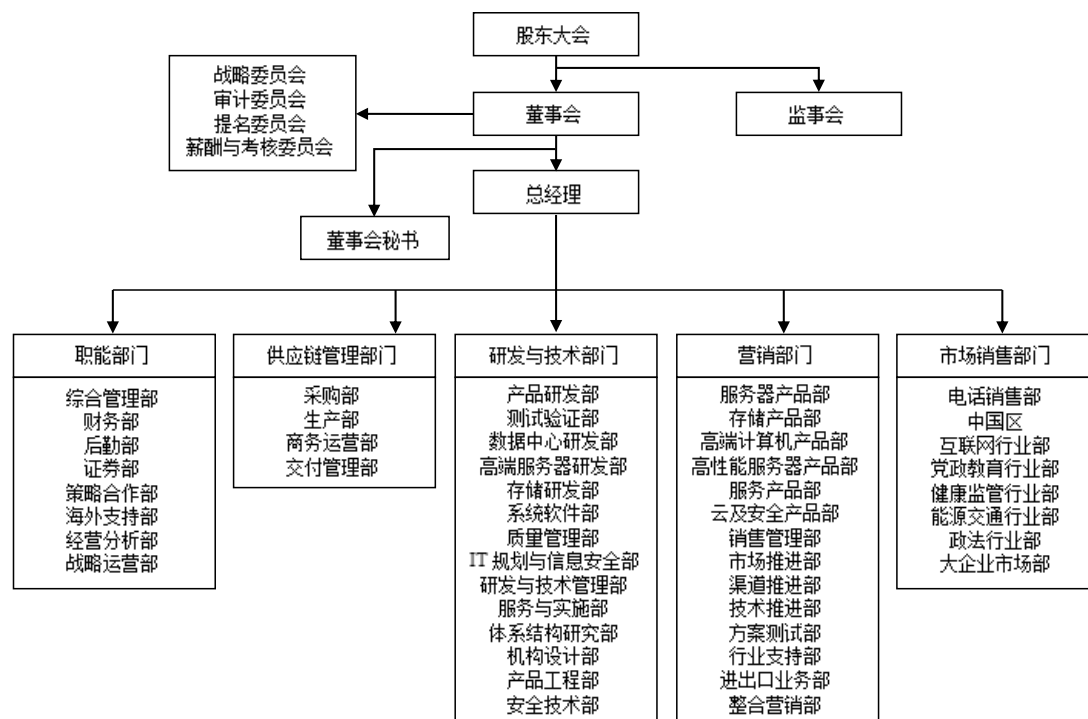 股东大会
战略委员会
审计委员会
提名委员会
薪酬与考核委员会
董事会
监事会
总经理
董事会秘书
职能部门
综合管理部
财务部
后勤部
证券部
策略合作部
海外支持部
经营分析部
战略运营部
供应链管理部门
采购部
生产部
商务运营部
交付管理部
研发与技术部门
产品研发部
测试验证部
数据中心研发部
高端服务器研发部
存储研发部
系统软件部
质量管理部
IT 规划与信息安全部
研发与技术管理部
服务与实施部
体系结构研究部
机构设计部
产品工程部
安全技术部
营销部门
服务器产品部
存储产品部
高端计算机产品部
高性能服务器产品部
服务产品部
云及安全产品部
销售管理部
市场推进部
渠道推进部
技术推进部
方案测试部
行业支持部
进出口业务部
整合营销部
市场销售部门
电话销售部
中国区
互联网行业部
党政教育行业部
健康监管行业部
能源交通行业部
政法行业部
大企业市场部